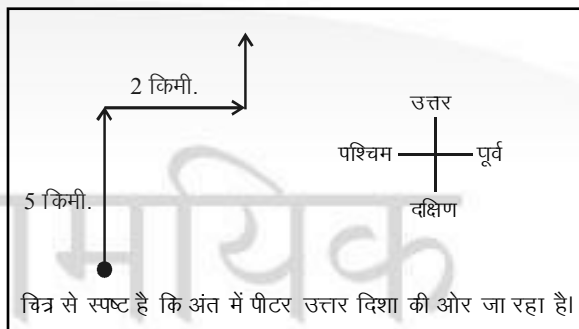 2 किमी.
उत्तर
पश्चिम पूर्व
5 किमी.
दक्षिण
चित्र से स्पष्ट है कि अंत में पीटर उत्तर दिशा की ओर जा रहा है।